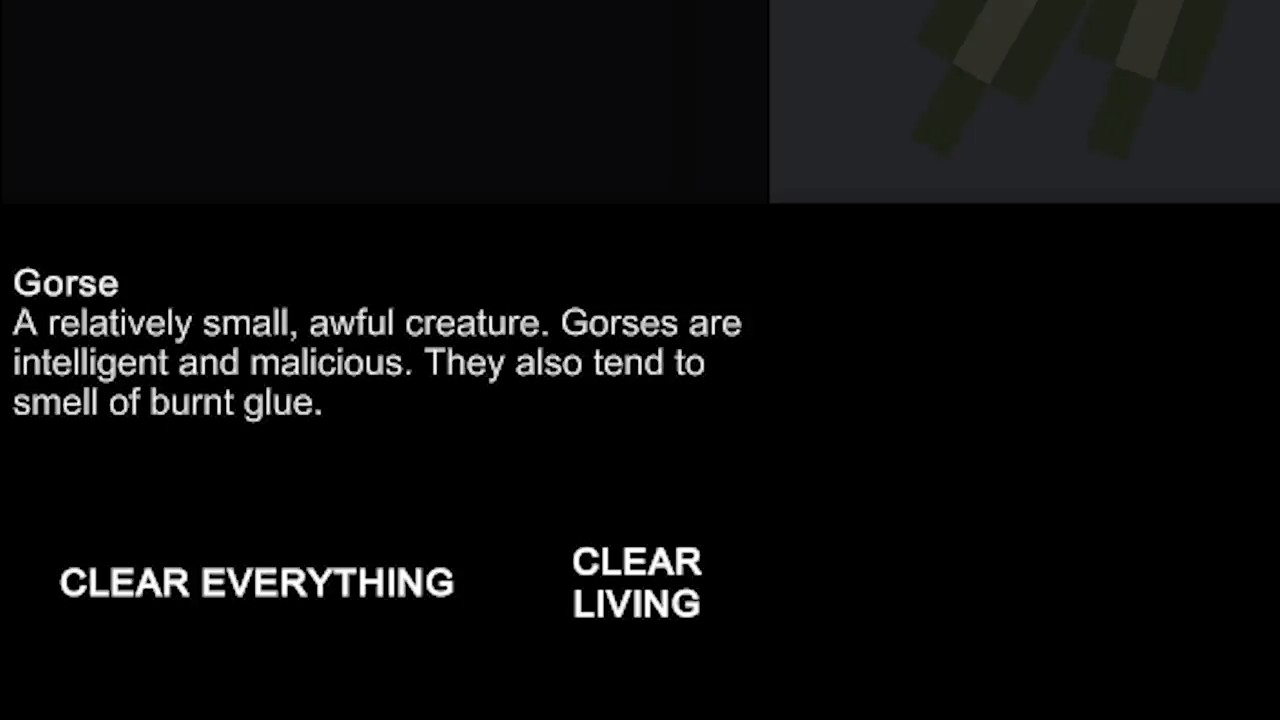 Gorse
A relatively small, awful creature. Gorses are
intelligent and malicious. They also tend to
smell of burnt glue.
CLEAR EVERYTHING
CLEAR
LIVING